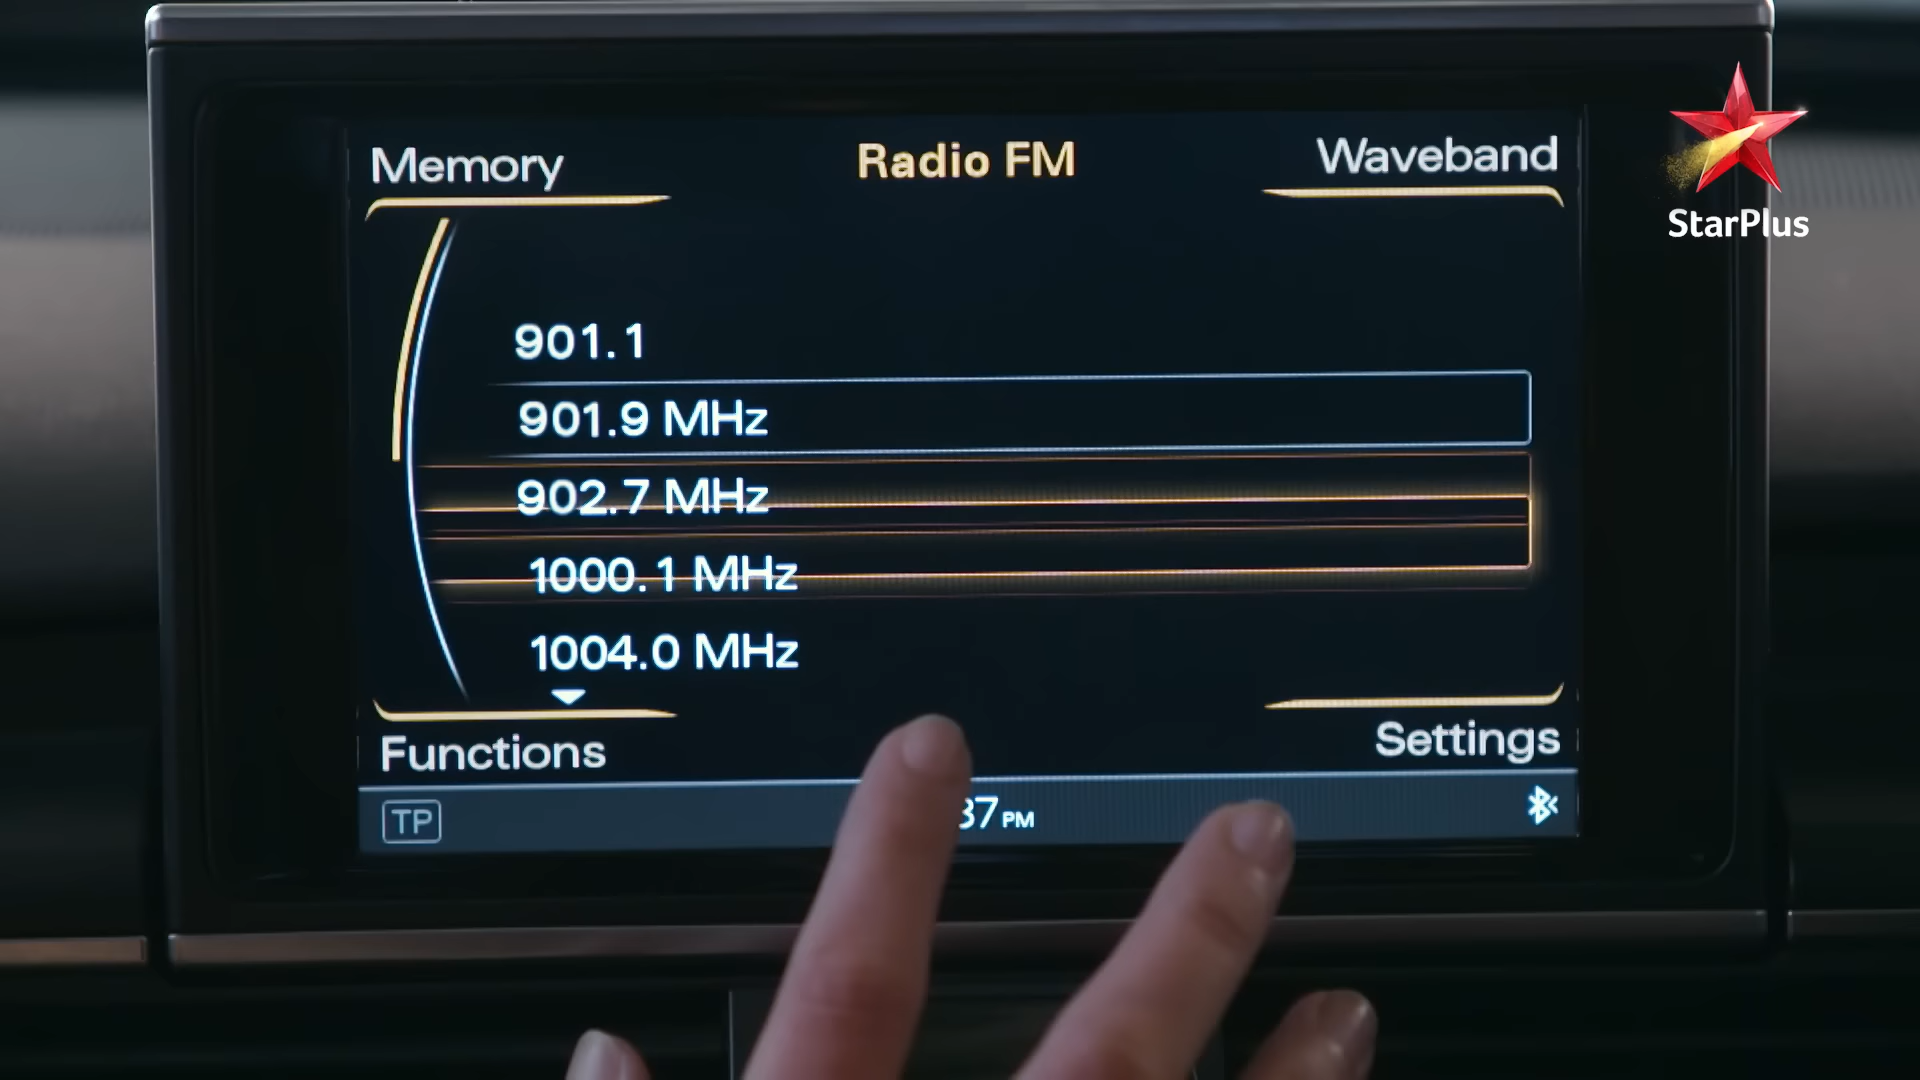 Memory
Radio FM
Waveband
StarPlus
901.1
901.9 MHz
902.7 MHz
1000.1 MHz
1004.0 MHz
Functions
Settings
TP
37 PM